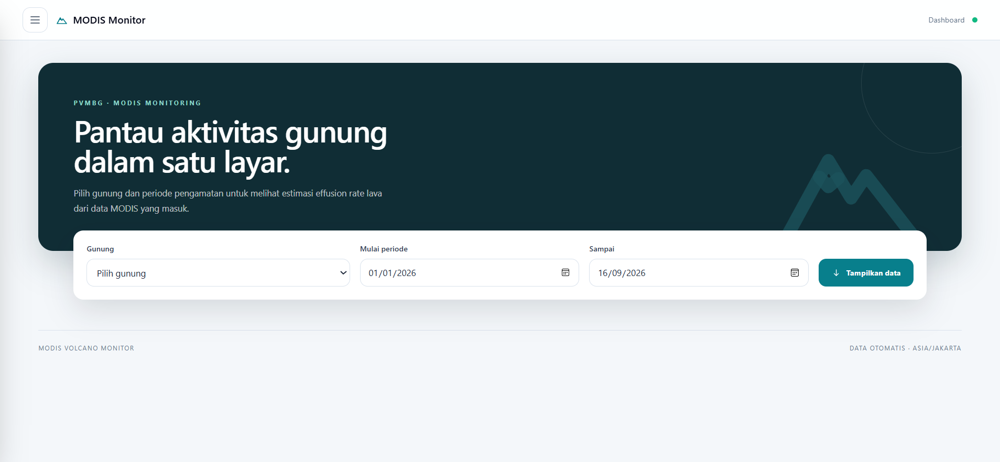 MODIS Monitor
Dashboard
PVMBG · MODIS MONITORING
Pantau aktivitas gunung
dalam satu layar.
Pilih gunung dan periode pengamatan untuk melihat estimasi effusion rate lava
dari data MODIS yang masuk.
Gunung
Pilih gunung
Mulai periode
01/01/2026
Sampai
16/09/2026
Tampilkan data
MODIS VOLCANO MONITOR
DATA OTOMATIS · ASIA/JAKARTA